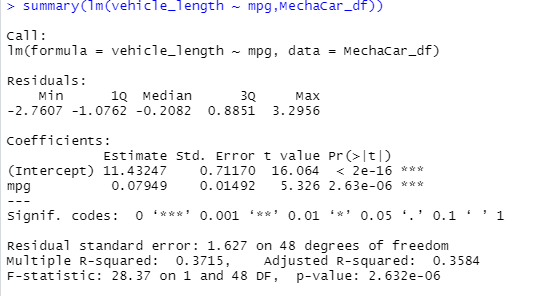 > summary(lm(vehicle_length ~ mpg,MechaCar_df))
Call:
lm(formula = vehicle_length ~ mpg, data = MechaCar_df)
Residuals:
    Min      1Q  Median      3Q     Max
-2.7607 -1.0762 -0.2082  0.8851  3.2956
Coefficients:
            Estimate Std. Error t value Pr(>|t|)
(Intercept) 11.43247    0.71170  16.064  < 2e-16 ***
mpg          0.07949    0.01492   5.326 2.63e-06 ***
---
Signif. codes:  0 ‘***’ 0.001 ‘**’ 0.01 ‘*’ 0.05 ‘.’ 0.1 ‘ ’ 1
Residual standard error: 1.627 on 48 degrees of freedom
Multiple R-squared:  0.3715,    Adjusted R-squared:  0.3584
F-statistic: 28.37 on 1 and 48 DF,  p-value: 2.632e-06